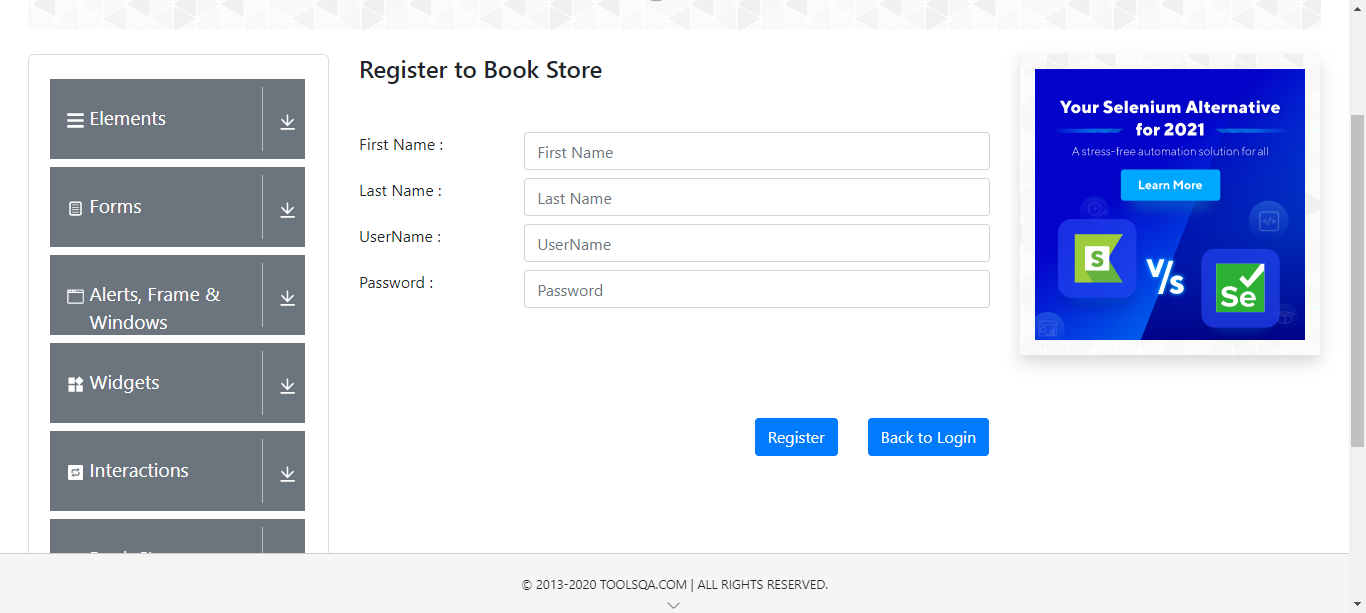 Elements
Forms
Alerts, Frame &
Windows
Widgets
Interactions
Register to Book Store
First Name :
First Name
Last Name :
Last Name
UserName :
UserName
Password :
Password
Register
Back to Login
Your Selenium Alternative
for 2021
A stress-free automation solution for all
Learn More
S
V/s
Se
© 2013-2020 TOOLSQA.COM | ALL RIGHTS RESERVED.